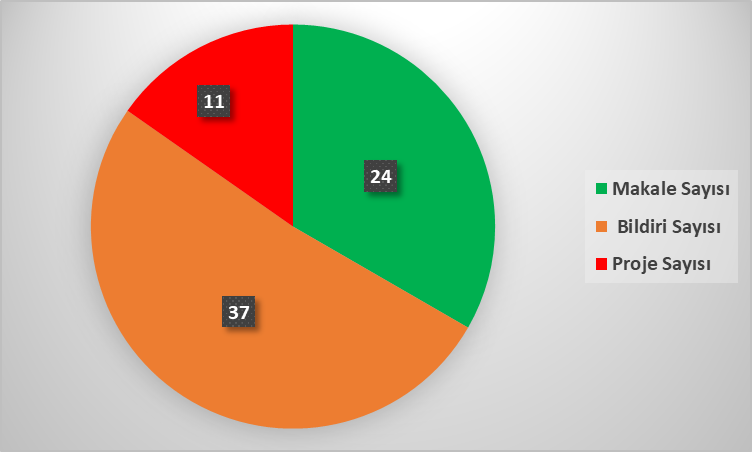 11
24
37
Makale Sayısı
Bildiri Sayısı
Proje Sayısı